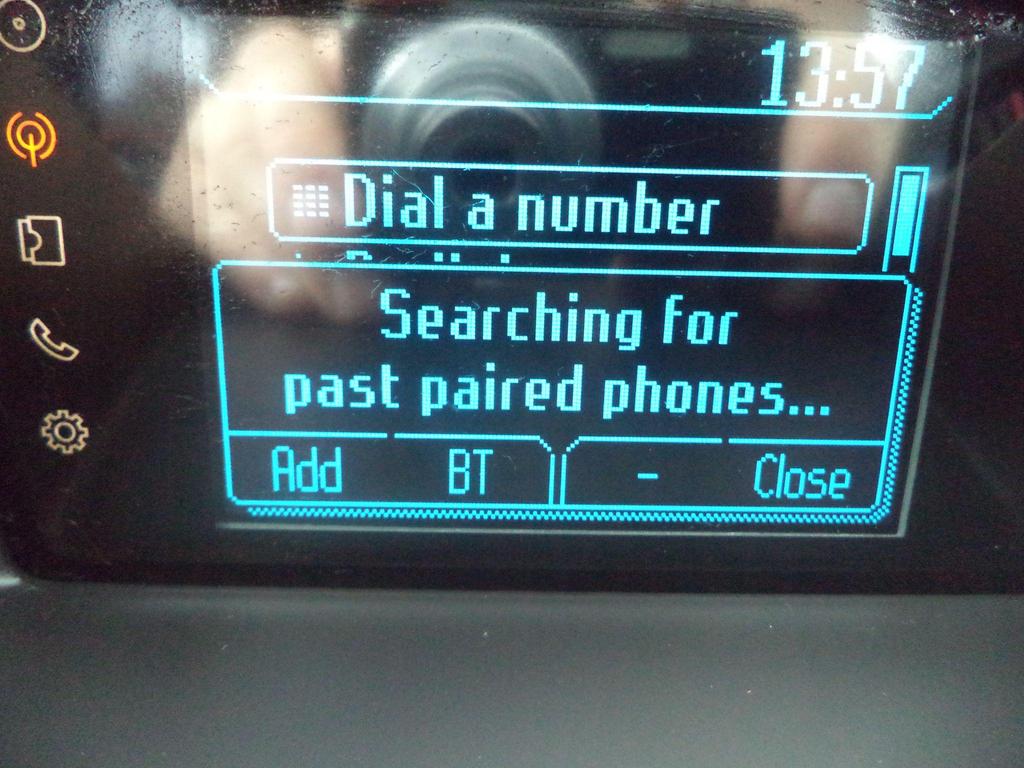 13:57
Dial a number
Searching for
past paired phones...
Add BT - Close